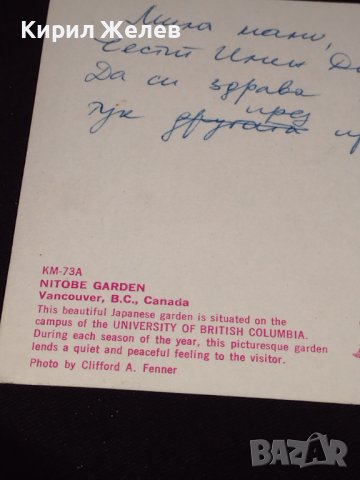 Кирил Желев
Мила нани,
Честит Имен
Да си здрава
през
тук другата
KM-73A
NITOBE GARDEN
Vancouver, B.C., Canada
This beautiful Japanese garden is situated on the
campus of the UNIVERSITY OF BRITISH COLUMBIA.
During each season of the year, this picturesque garden
lends a quiet and peaceful feeling to the visitor.
Photo by Clifford A. Fenner
BAZAR